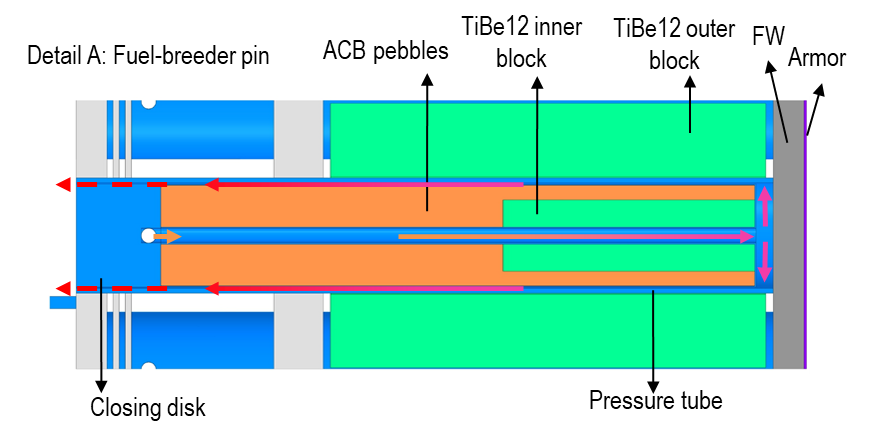 Detail A: Fuel-breeder pin
ACB pebbles
TiBe12 inner
block
TiBe12 outer
block
FW
Armor
Closing disk
Pressure tube